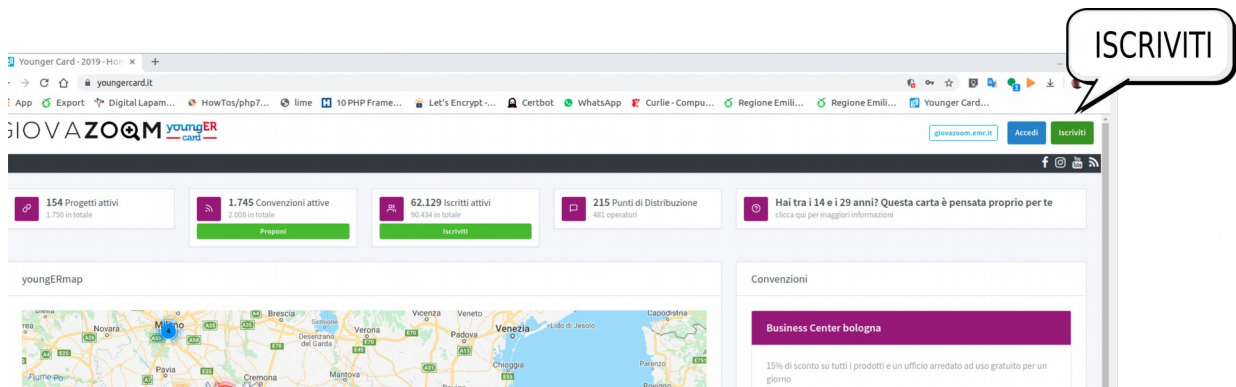 ISCRIVITI
Younger Card - 2019 - Hom
youngercard.it
App Export Digital Lapam... HowTos/php7... lime 10 PHP Frame... Let's Encrypt -... Certbot WhatsApp Curlie - Compu... Regione Emili... Regione Emili... Younger Card...
GIOVAZOOM youngER card
giovazoom.emr.it Accedi Iscriviti
154 Progetti attivi
1.750 in totale
1.745 Convenzioni attive
2.008 in totale
Proponi
62.129 Iscritti attivi
90.434 in totale
Iscriviti
215 Punti di Distribuzione
481 operatori
Hai tra i 14 e i 29 anni? Questa carta è pensata proprio per te
clicca qui per maggiori informazioni
youngERmap
Convenzioni
Brescia
Vicenza Veneto
Capodistria
Novara
Milano
4
Sirmione
Desenzano
del Garda
Verona
Padova
Venezia
Lido di Jesolo
Pavia
Cremona
Mantova
Chioggia
Parenzo
Rovigno
Business Center bologna
15% di sconto su tutti i prodotti e un ufficio arredato ad uso gratuito per un
giorno